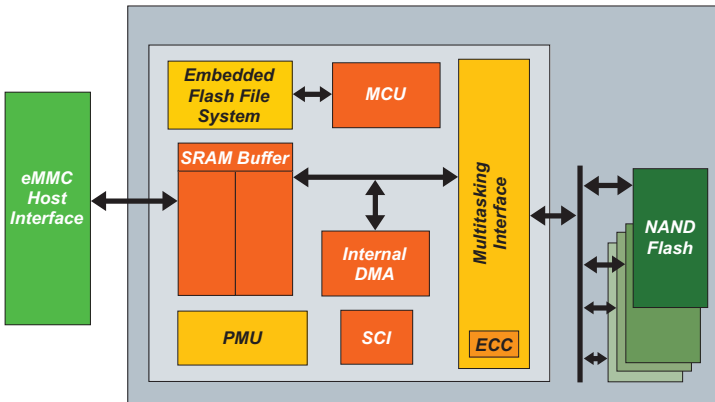 eMMC
Host
Interface
Embedded
Flash File
System
MCU
SRAM Buffer
Internal
DMA
PMU
SCI
Multitasking
Interface
ECC
NAND
Flash